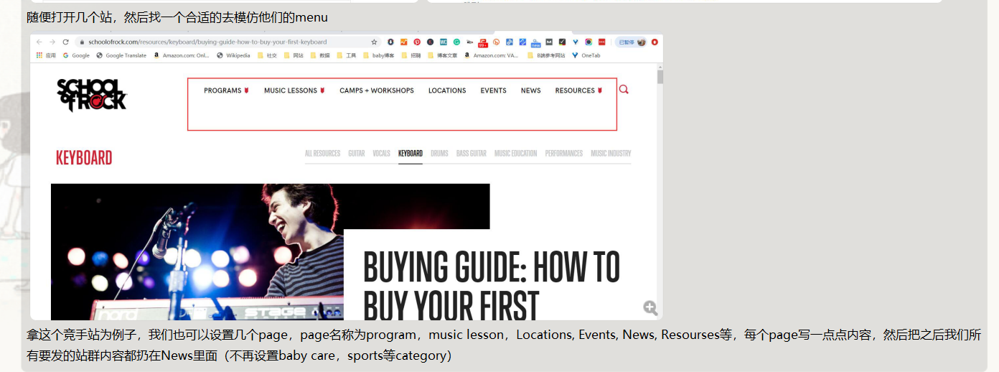 随便打开几个站，然后找一个合适的去模仿他们的menu
schoolofrock.com/resources/keyboard/buying-guide-how-to-buy-your-first-keyboard
已暂停
应用 Google Google Translate Amazon.com: Onl... Wikipedia 社交 网站 数据 工具 baby博客 招聘 博客文章 Amazon.com: VA... B端参考网站 OneTab
SCHOOL of ROCK
PROGRAMS MUSIC LESSONS CAMPS + WORKSHOPS LOCATIONS EVENTS NEWS RESOURCES
KEYBOARD
ALL RESOURCES GUITAR VOCALS KEYBOARD DRUMS BASS GUITAR MUSIC EDUCATION PERFORMANCES MUSIC INDUSTRY
nord stage
BUYING GUIDE: HOW TO
BUY YOUR FIRST
拿这个竞手站为例子，我们也可以设置几个page，page名称为program，music lesson，Locations, Events, News, Resourses等，每个page写一点点内容，然后把之后我们所
有要发的站群内容都扔在News里面（不再设置baby care，sports等category）